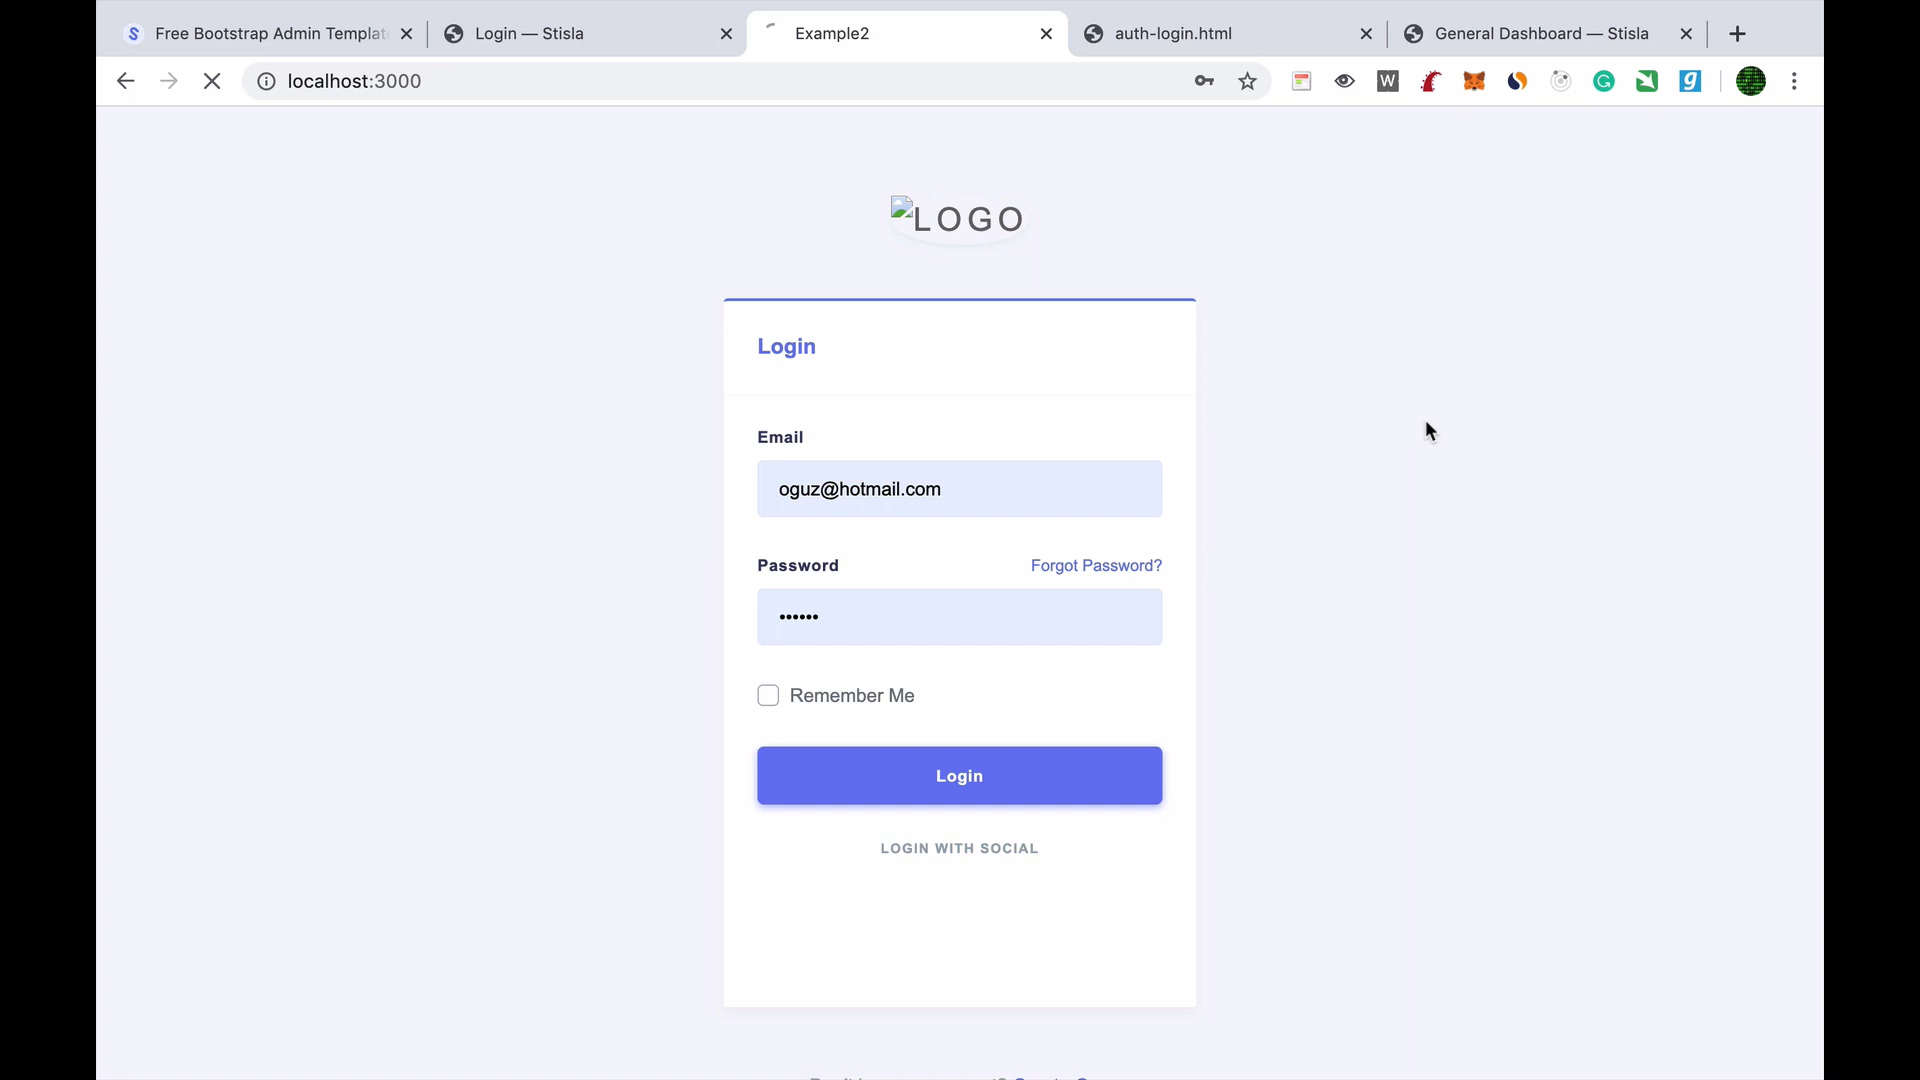 Free Bootstrap Admin Templat
Login — Stisla
Example2
auth-login.html
General Dashboard — Stisla
localhost:3000
LOGO
Login
Email
oguz@hotmail.com
Password
Forgot Password?
Remember Me
Login
LOGIN WITH SOCIAL